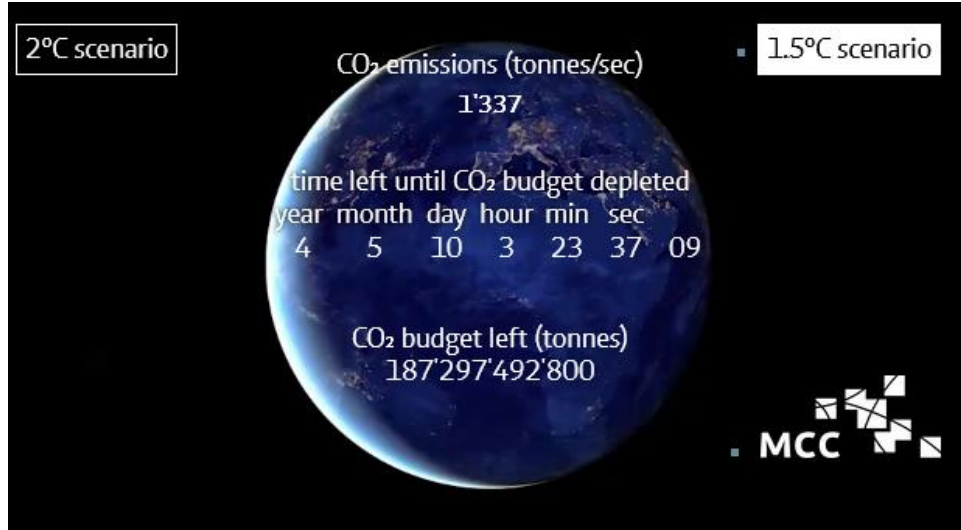 2°C scenario
1.5°C scenario
CO₂ emissions (tonnes/sec)
1'337
time left until CO₂ budget depleted
year month day hour min sec
4 5 10 3 23 37 09
CO₂ budget left (tonnes)
187'297'492'800
MCC